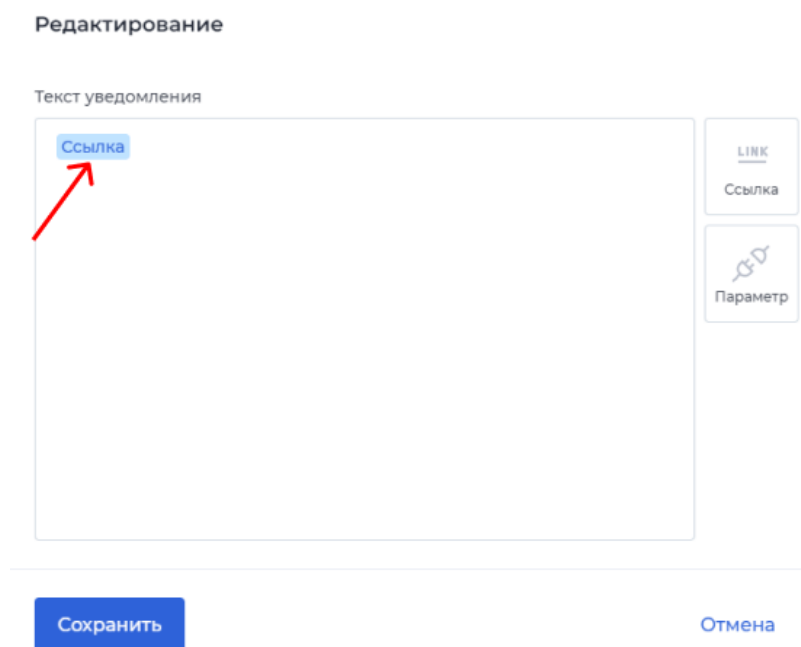 Редактирование
Текст уведомления
Ссылка
LINK
Ссылка
Параметр
Сохранить
Отмена